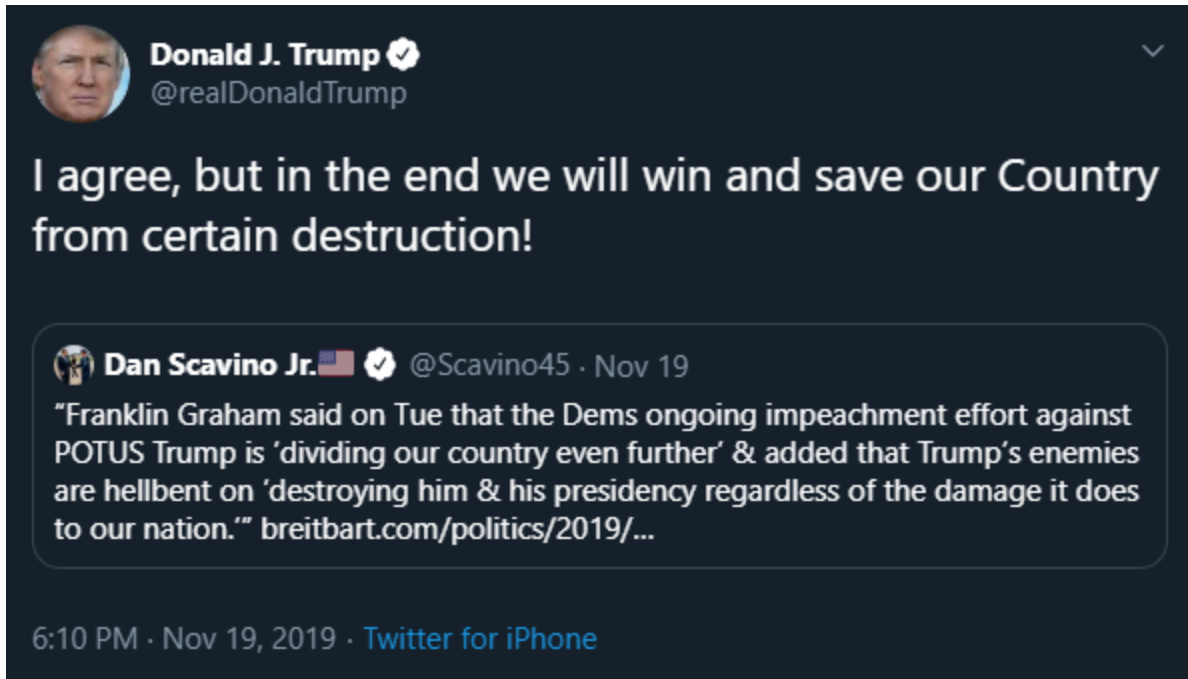 Donald J. Trump
@realDonaldTrump
I agree, but in the end we will win and save our Country
from certain destruction!
Dan Scavino Jr.🇺🇸 @Scavino45 · Nov 19
“Franklin Graham said on Tue that the Dems ongoing impeachment effort against
POTUS Trump is ‘dividing our country even further’ & added that Trump’s enemies
are hellbent on ‘destroying him & his presidency regardless of the damage it does
to our nation.’” breitbart.com/politics/2019/...
6:10 PM · Nov 19, 2019 · Twitter for iPhone